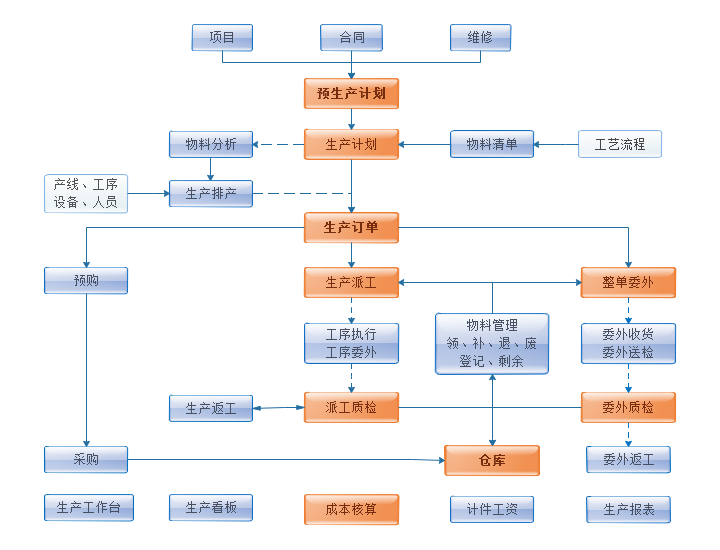 项目
合同
维修
预生产计划
物料分析
生产计划
物料清单
工艺流程
产线、工序
设备、人员
生产排产
生产订单
预购
生产派工
整单委外
工序执行
工序委外
物料管理
领、补、退、废
登记、剩余
委外收货
委外送检
生产返工
派工质检
委外质检
采购
仓库
委外返工
生产工作台
生产看板
成本核算
计件工资
生产报表